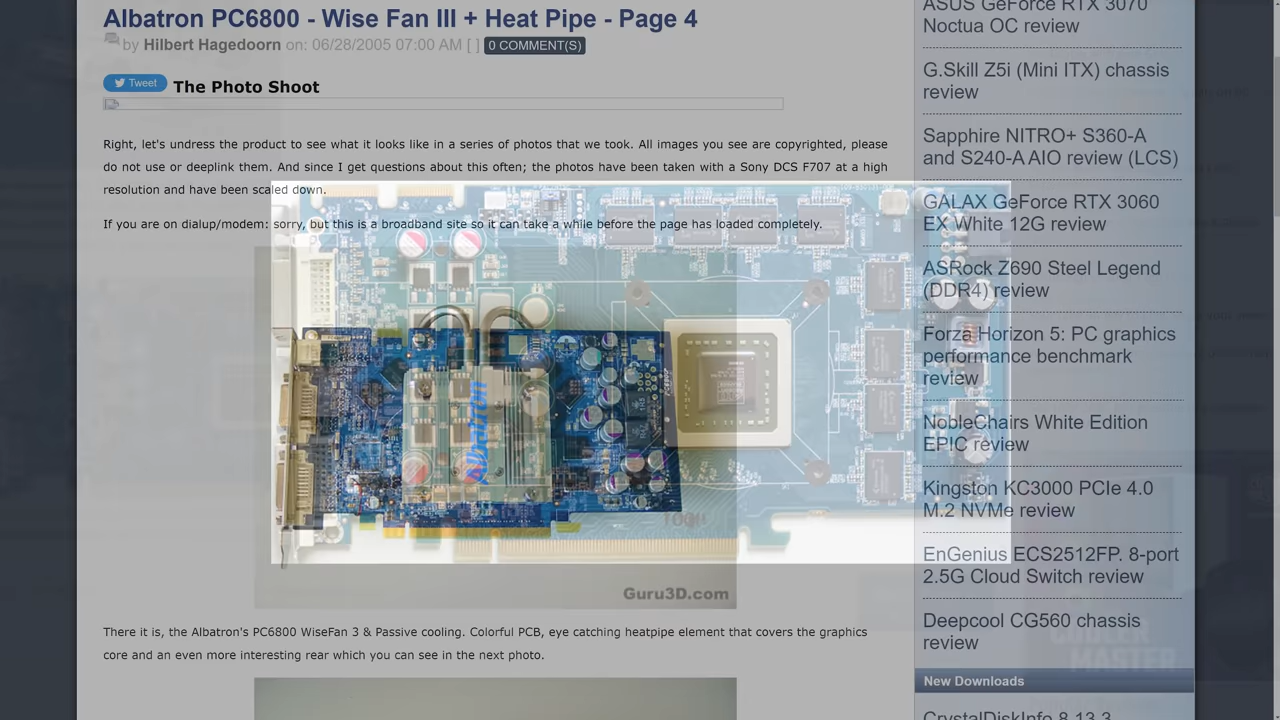 Albatron PC6800 - Wise Fan III + Heat Pipe - Page 4
by Hilbert Hagedoorn on: 06/28/2005 07:00 AM [ ] 0 COMMENT(S)
Tweet The Photo Shoot
Right, let's undress the product to see what it looks like in a series of photos that we took. All images you see are copyrighted, please
do not use or deeplink them. And since I get questions about this often; the photos have been taken with a Sony DCS F707 at a high
resolution and have been scaled down.
If you are on dialup/modem: sorry, but this is a broadband site so it can take a while before the page has loaded completely.
Albatron
TOQU
Guru3D.com
There it is, the Albatron's PC6800 WiseFan 3 & Passive cooling. Colorful PCB, eye catching heatpipe element that covers the graphics
core and an even more interesting rear which you can see in the next photo.
ASUS GeForce RTX 3070
Noctua OC review
G.Skill Z5i (Mini ITX) chassis
review
Sapphire NITRO+ S360-A
and S240-A AIO review (LCS)
GALAX GeForce RTX 3060
EX White 12G review
ASRock Z690 Steel Legend
(DDR4) review
Forza Horizon 5: PC graphics
performance benchmark
review
NobleChairs White Edition
EPIC review
Kingston KC3000 PCIe 4.0
M.2 NVMe review
EnGenius ECS2512FP. 8-port
2.5G Cloud Switch review
Deepcool CG560 chassis
review
COOLER
MASTER
New Downloads
CrystalDiskInfo 8.13.3